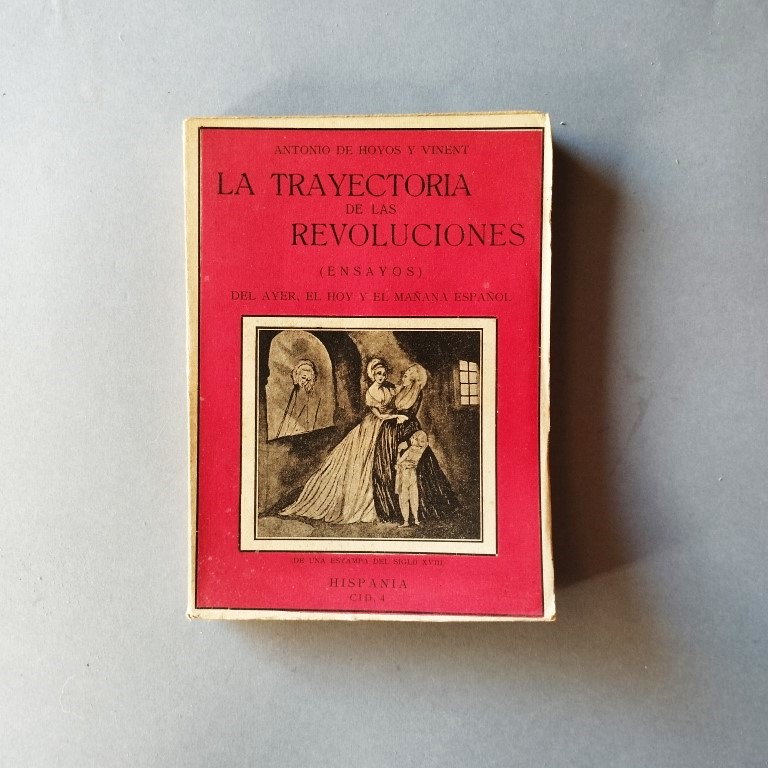 ANTONIO DE HOYOS Y VINENT
LA TRAYECTORIA
DE LAS
REVOLUCIONES
(ENSAYOS)
DEL AYER, EL HOY Y EL MAÑANA ESPAÑOL
(DE UNA ESTAMPA DEL SIGLO XVIII)
HISPANIA
CID, 4